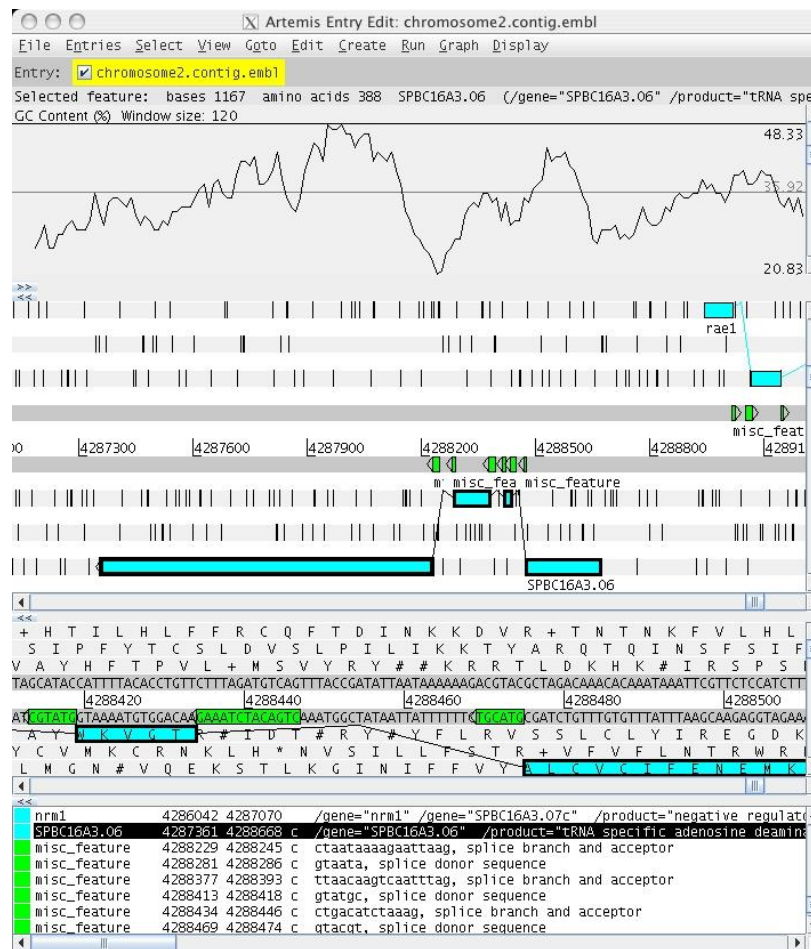 Artemis Entry Edit: chromosome2.contig.embl
File Entries Select View Goto Edit Create Run Graph Display
Entry: chromosome2.contig.embl
Selected feature: bases 1167 amino acids 388 SPBC16A3.06 (/gene="SPBC16A3.06" /product="tRNA spe
GC Content (%) Window size: 120
48.33
35.92
20.83
>>
<<
rae1
misc_feat
4287300 4287600 4287900 4288200 4288500 4288800 42891
misc_fea misc_feature
SPBC16A3.06
<<
+ H T I L H L F F R C Q F T D I N K K D V R + T N T N K F V L H L
S I P F Y T C S L D V S L P I L I K K T Y A R Q T Q I N S F S I F
V A Y H F T P V L + M S V Y R Y # # K R R T L D K H K # I R S P S
TAGCATACCATTTTACACCTGTTCTTTAGATGTCAGTTTACCGATATTAATAAAAAAGACGTACGCTAGACAAACACAAATAAATTCGTTCTCCATCTT
4288420 4288440 4288460 4288480 4288500
A Y W K V G T R # I D T # R Y # Y F L R V S S L C L Y I R E G D K
Y C V M K C R N K L H * N V S I L L F S T R + V F V F L N T R W R
L M G N # V Q E K S T L K G I N I F F V Y A L C V C I F E N E M K
<<
nrm1 4286042 4287070 /gene="nrm1" /gene="SPBC16A3.07c" /product="negative regulato
SPBC16A3.06 4287361 4288668 c /gene="SPBC16A3.06" /product="tRNA specific adenosine deamina
misc_feature 4288229 4288245 c ctaataaaagaattaag, splice branch and acceptor
misc_feature 4288281 4288286 c gtaata, splice donor sequence
misc_feature 4288377 4288393 c ttaacaagtcaatttag, splice branch and acceptor
misc_feature 4288413 4288418 c gtatgc, splice donor sequence
misc_feature 4288434 4288446 c ctgacatctaaag, splice branch and acceptor
misc_feature 4288469 4288474 c gtacgt, splice donor sequence